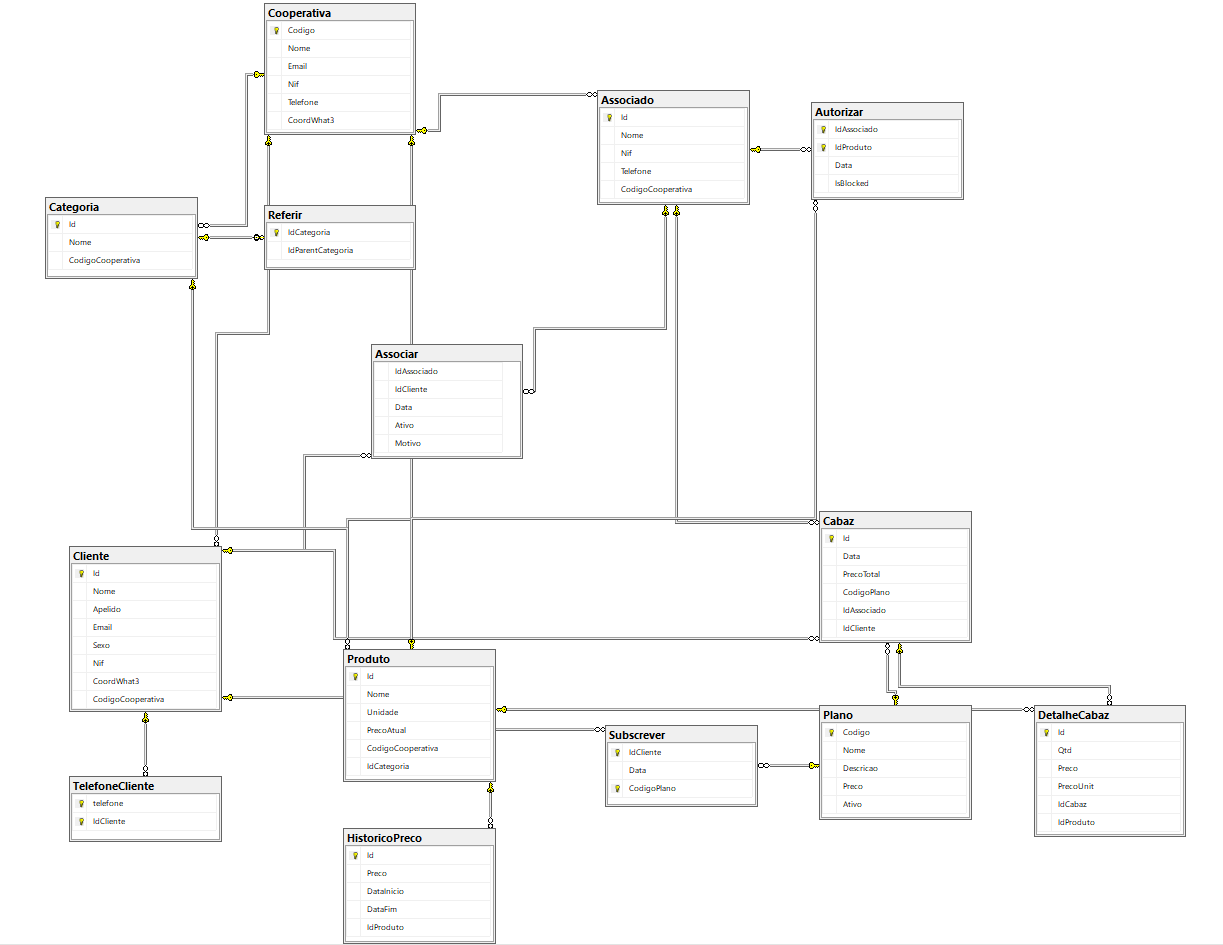 Cooperativa
Codigo
Nome
Email
Nif
Telefone
CoordWhat3
Associado
Id
Nome
Nif
Telefone
CodigoCooperativa
Autorizar
IdAssociado
IdProduto
Data
IsBlocked
Categoria
Id
Nome
CodigoCooperativa
Referir
IdCategoria
IdParentCategoria
Associar
IdAssociado
IdCliente
Data
Ativo
Motivo
Cabaz
Id
Data
PrecoTotal
CodigoPlano
IdAssociado
IdCliente
Cliente
Id
Nome
Apelido
Email
Sexo
Nif
CoordWhat3
CodigoCooperativa
Produto
Id
Nome
Unidade
PrecoAtual
CodigoCooperativa
IdCategoria
Subscrever
IdCliente
Data
CodigoPlano
Plano
Codigo
Nome
Descricao
Preco
Ativo
DetalheCabaz
Id
Qtd
Preco
PrecoUnit
IdCabaz
IdProduto
TelefoneCliente
telefone
IdCliente
HistoricoPreco
Id
Preco
DataInicio
DataFim
IdProduto